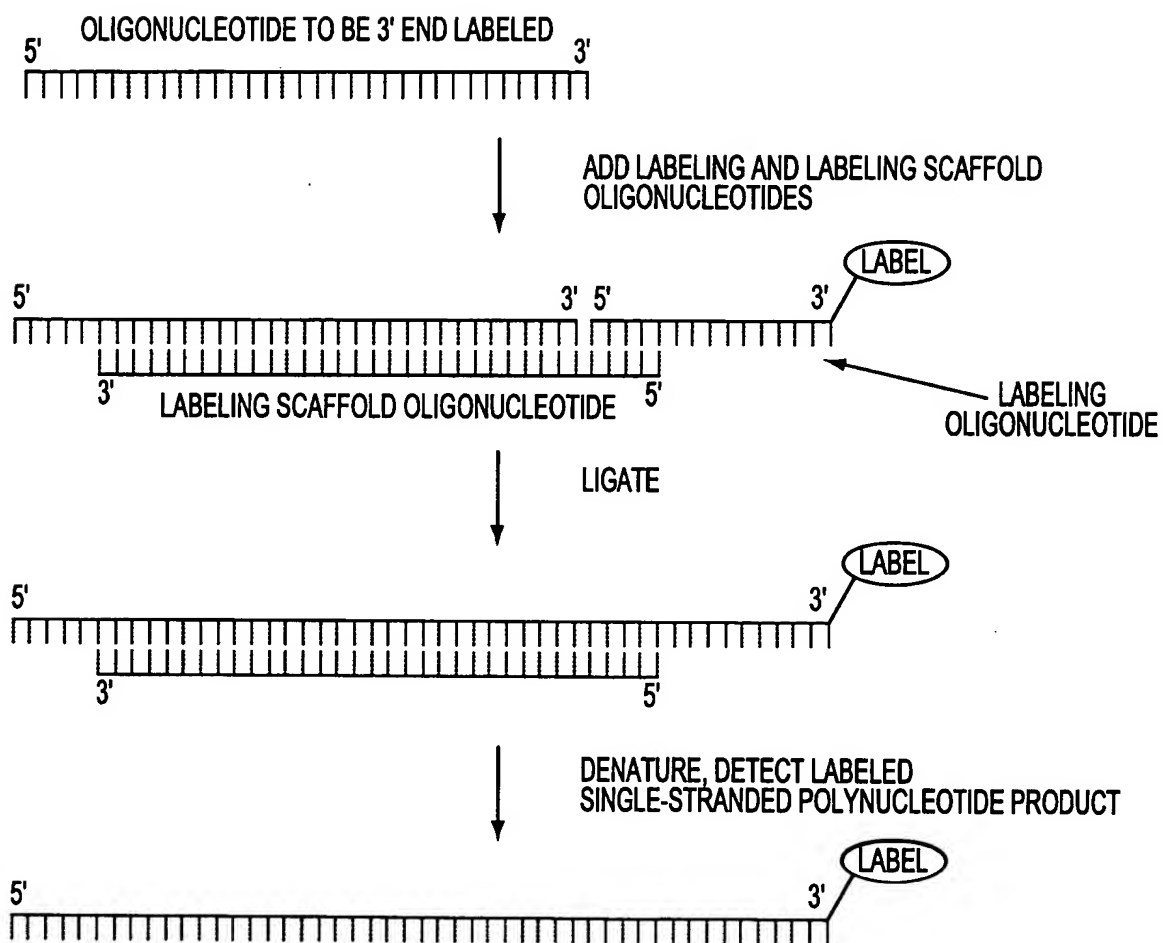 OLIGONUCLEOTIDE TO BE 3' END LABELED
5' 3'
ADD LABELING AND LABELING SCAFFOLD
OLIGONUCLEOTIDES
LABEL
5' 3' 5' 3'
3' 5'
LABELING SCAFFOLD OLIGONUCLEOTIDE
LABELING
OLIGONUCLEOTIDE
LIGATE
LABEL
5' 3'
3' 5'
DENATURE, DETECT LABELED
SINGLE-STRANDED POLYNUCLEOTIDE PRODUCT
LABEL
5' 3'